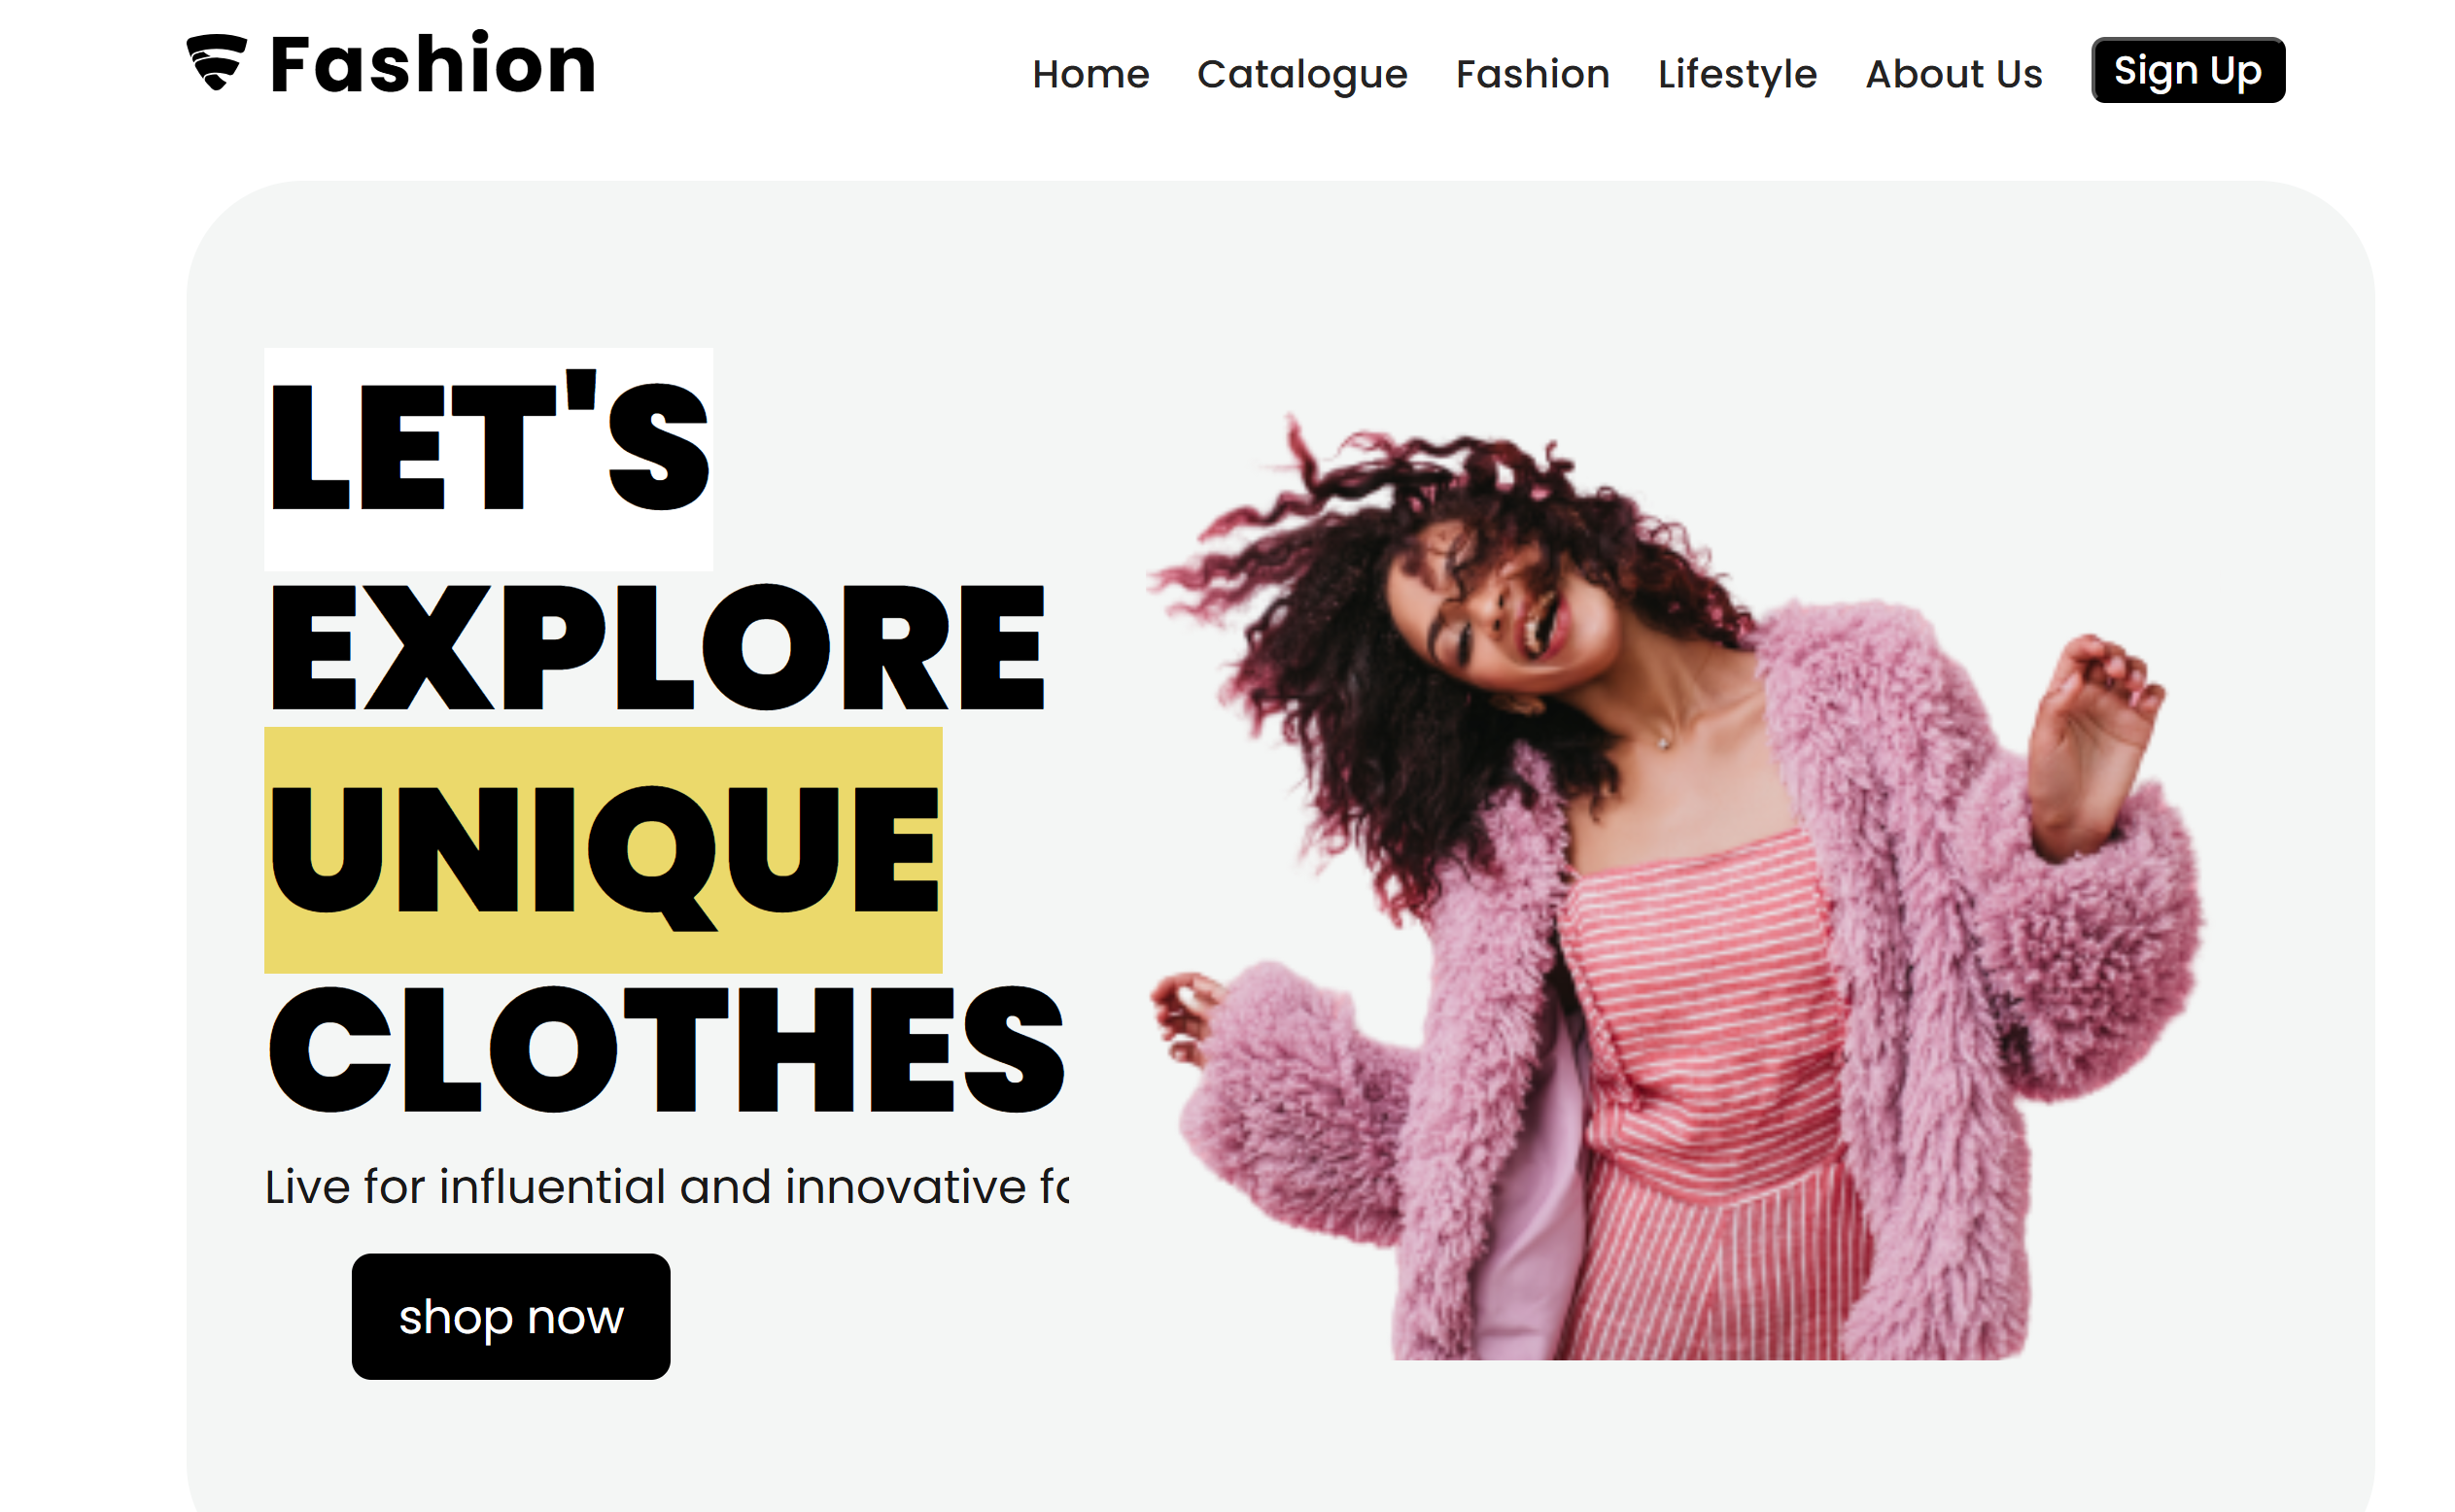 Fashion
Home Catalogue Fashion Lifestyle About Us Sign Up
LET'S
EXPLORE
UNIQUE
CLOTHES
Live for influential and innovative
shop now